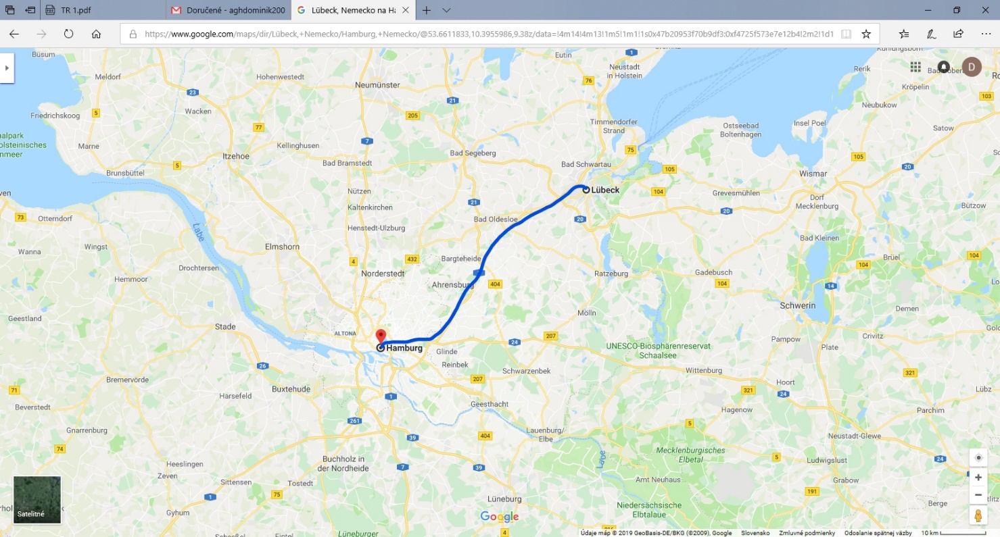 TR 1.pdf
Doručené - aghdominik200
Lübeck, Nemecko na Ha
https://www.google.com/maps/dir/Lübeck,+Nemecko/Hamburg,+Nemecko/@53.6611833,10.3955986,9.38z/data=!4m14!4m13!1m5!1m1!1s0x47b20953f70b9df3:0xf4725f573e7e12b4!2m2!1d1
Büsum
Eutin
1
Kühlungsborn
Meldorf
Hohenwestedt
Neumünster
76
Neustadt
in Holstein
Rerik
D
Kröpelin
23
Wacken
21
103
Friedrichskoog
5
205
Neubukow
77
Timmendorfer
Strand
Ostseebad
Boltenhagen
Insel Poel
Satow
alpark
olsteinisches
nmeer
Marne
Kellinghusen
7
Itzehoe
Bad Bramstedt
Bad Segeberg
75
5
Bad Schwartau
105
105
20
Brunsbüttel
Wismar
Nützen
Lübeck
104
Grevesmühlen
Dorf
Mecklenburg
Bützow
Kaltenkirchen
21
20
73
Otterndorf
Henstedt-Ulzburg
Bad Oldesloe
20
Labe
Wanna
Wingst
Elmshorn
Bad Kleinen
Drochtersen
4
432
Bargteheide
Brüel
104
104
Hemmoor
Norderstedt
Ratzeburg
Gadebusch
104
Ahrensburg
404
14
Geestland
Stade
Mölln
Schwerin
Demen
ALTONA
207
24
Pampow
Crivitz
Hamburg
Glinde
UNESCO-Biosphärenreservat
Schaalsee
Plate
26
Reinbek
Schwarzenbek
Wittenburg
321
Bremervörde
207
Hoort
71
Buxtehude
Harsefeld
1
321
24
Lübz
Beverstedt
Geesthacht
Hagenow
Parchim
261
5
Gnarrenburg
39
404
Lauenburg/
Elbe
Neustadt-Glewe
74
Mecklenburgisches
Elbetal
Labe
5
24
Heeslingen
Buchholz in
der Nordheide
7
39
Ludwigslust
Zeven
Sittensen
Tostedt
Amt Neuhaus
Grabow
1
75
191
Lüneburg
Niedersächsische
Elbtalaue
Berge
Gyhum
Satelitné
Google
Lüneburger
4
Údaje máp © 2019 GeoBasis-DE/BKG (©2009), Google Slovensko Zmluvné podmienky Odoslanie spätnej väzby 10 km